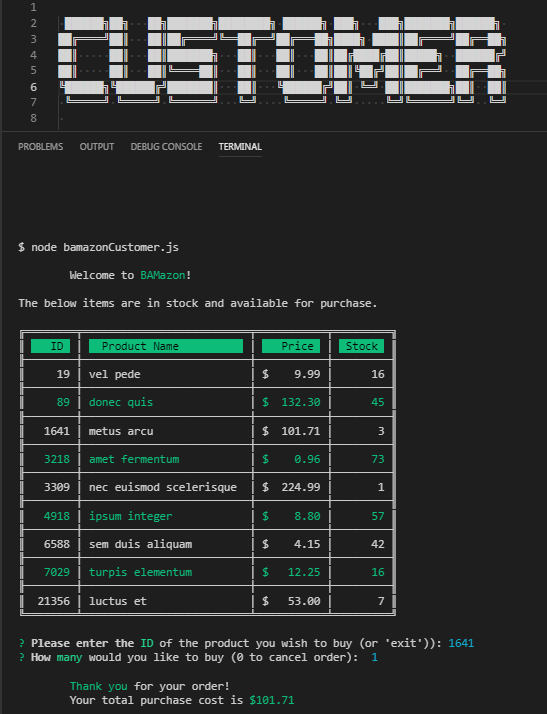 1
2
3
4
5
6
7
8
CUSTOMER
PROBLEMS OUTPUT DEBUG CONSOLE TERMINAL
$ node bamazonCustomer.js
Welcome to BAMazon!
The below items are in stock and available for purchase.
ID Product Name Price Stock
19 vel pede $ 9.99 16
89 donec quis $ 132.30 45
1641 metus arcu $ 101.71 3
3218 amet fermentum $ 0.96 73
3309 nec euismod scelerisque $ 224.99 1
4918 ipsum integer $ 8.80 57
6588 sem duis aliquam $ 4.15 42
7029 turpis elementum $ 12.25 16
21356 luctus et $ 53.00 7
? Please enter the ID of the product you wish to buy (or 'exit')): 1641
? How many would you like to buy (0 to cancel order): 1
Thank you for your order!
Your total purchase cost is $101.71